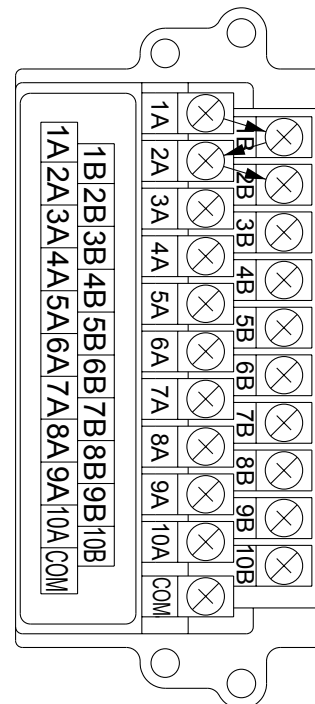 1A 2A 3A 4A 5A 6A 7A 8A 9A 10A COM
1B 2B 3B 4B 5B 6B 7B 8B 9B 10B
1A
2A
3A
4A
5A
6A
7A
8A
9A
10A
COM
1B
2B
3B
4B
5B
6B
7B
8B
9B
10B